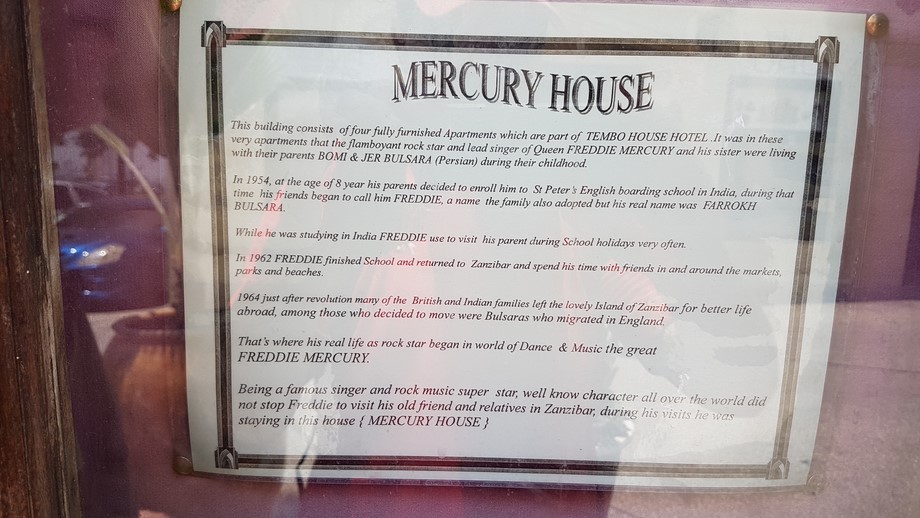 MERCURY HOUSE
This building consists of four fully furnished Apartments which are part of TEMBO HOUSE HOTEL .It was in these
very apartments that the flamboyant rock star and lead singer of Queen FREDDIE MERCURY and his sister were living
with their parents BOMI & JER BULSARA (Persian) during their childhood.
In 1954, at the age of 8 year his parents decided to enroll him to St Peter's English boarding school in India, during that
time his friends began to call him FREDDIE, a name the family also adopted but his real name was FARROKH
BULSARA.
While he was studying in India FREDDIE use to visit his parent during School holidays very often.
In 1962 FREDDIE finished School and returned to Zanzibar and spend his time with friends in and around the markets,
parks and beaches.
1964 just after revolution many of the British and Indian families left the lovely Island of Zanzibar for better life
abroad, among those who decided to move were Bulsaras who migrated in England.
That's where his real life as rock star began in world of Dance & Music the great
FREDDIE MERCURY.
Being a famous singer and rock music super star, well know character all over the world did
not stop Freddie to visit his old friend and relatives in Zanzibar, during his visits he was
staying in this house { MERCURY HOUSE }